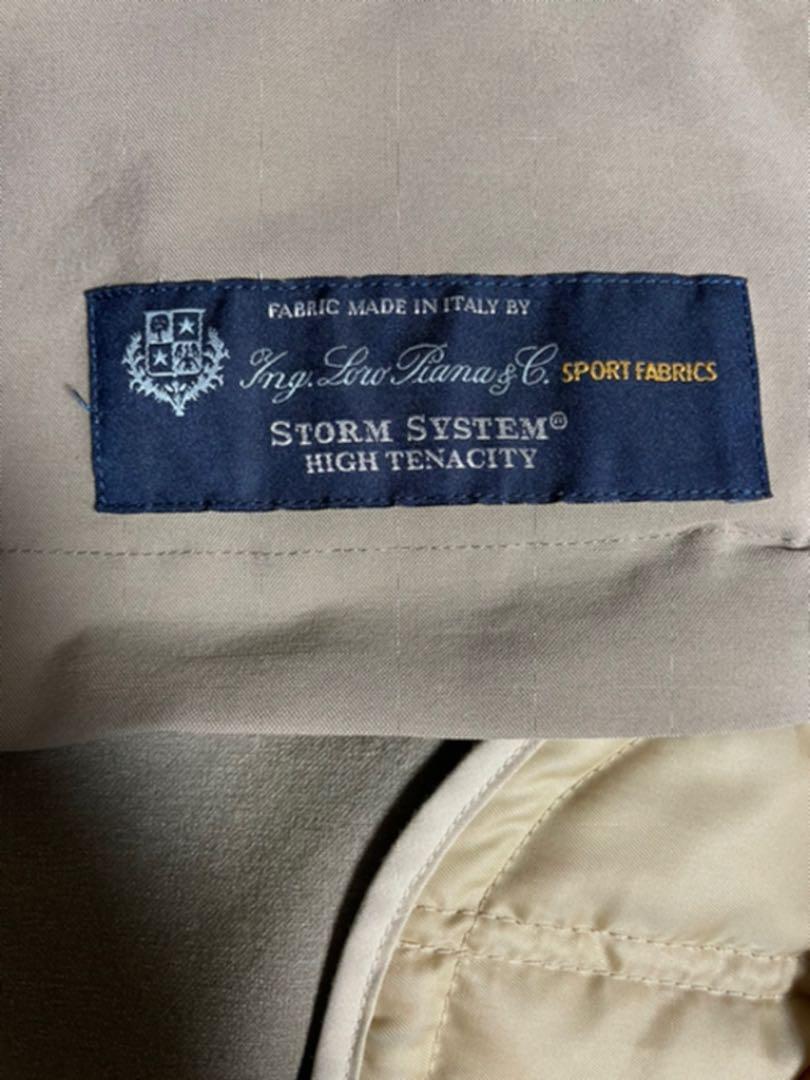 FABRIC MADE IN ITALY BY
Ing. Loro Piana & C. SPORT FABRICS
STORM SYSTEM®
HIGH TENACITY